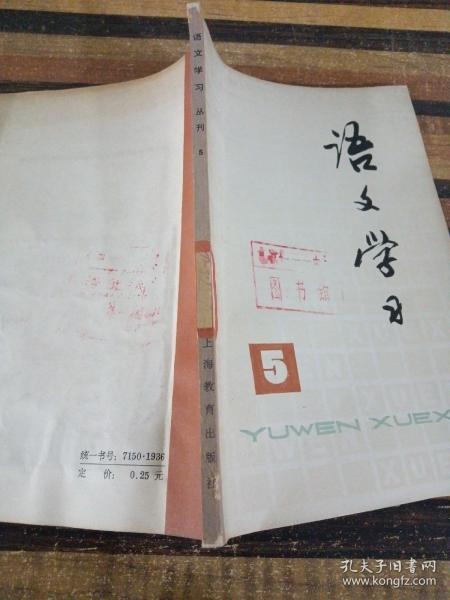 语文学习
图书
5
YUWEN XUEX
语文学习 丛刊 5
上海教育出版社
统一书号：7150·1936
定 价： 0.25 元
孔夫子旧书网
www.kongfz.com